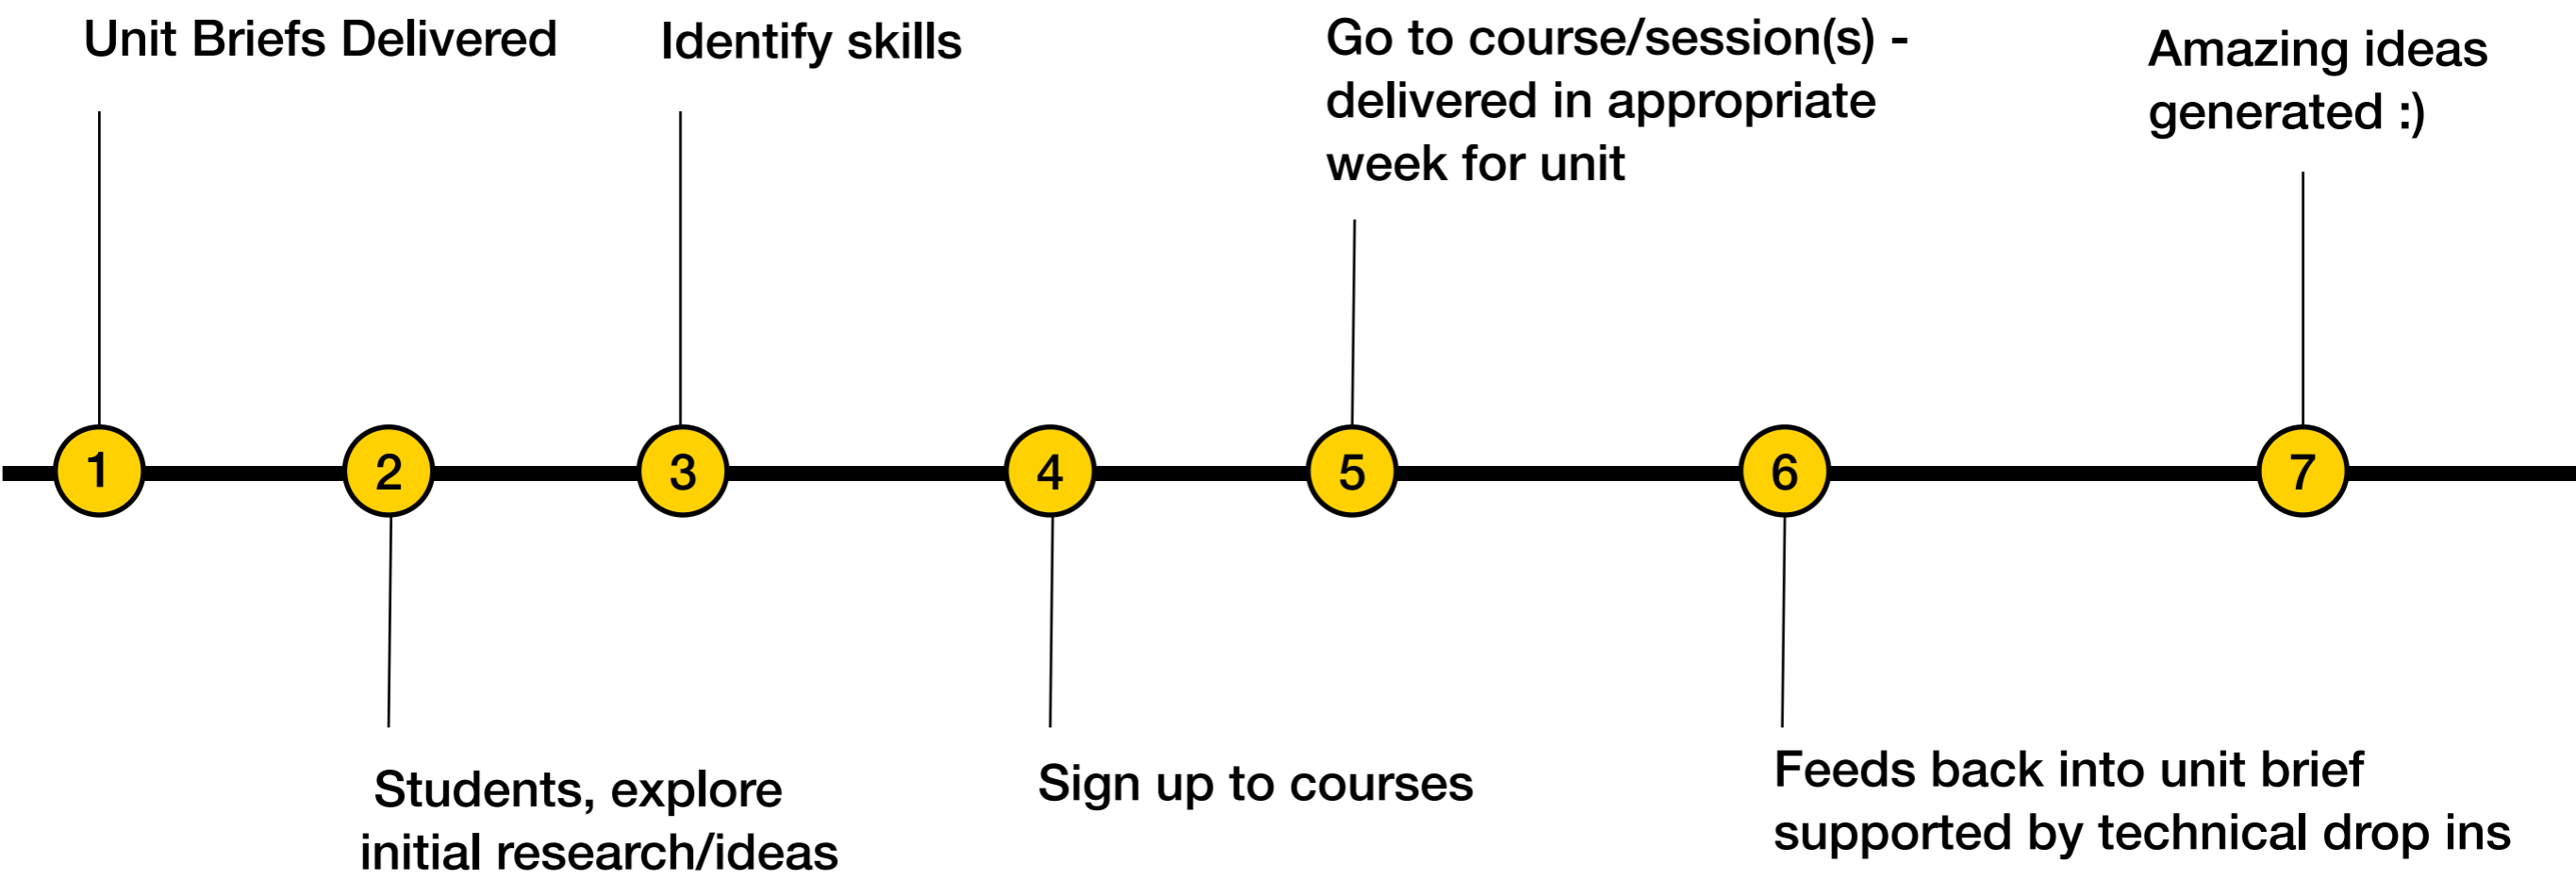 Unit Briefs Delivered
Identify skills
Go to course/session(s) -
delivered in appropriate
week for unit
Amazing ideas
generated :)
1
2
3
4
5
6
7
Students, explore
initial research/ideas
Sign up to courses
Feeds back into unit brief
supported by technical drop ins